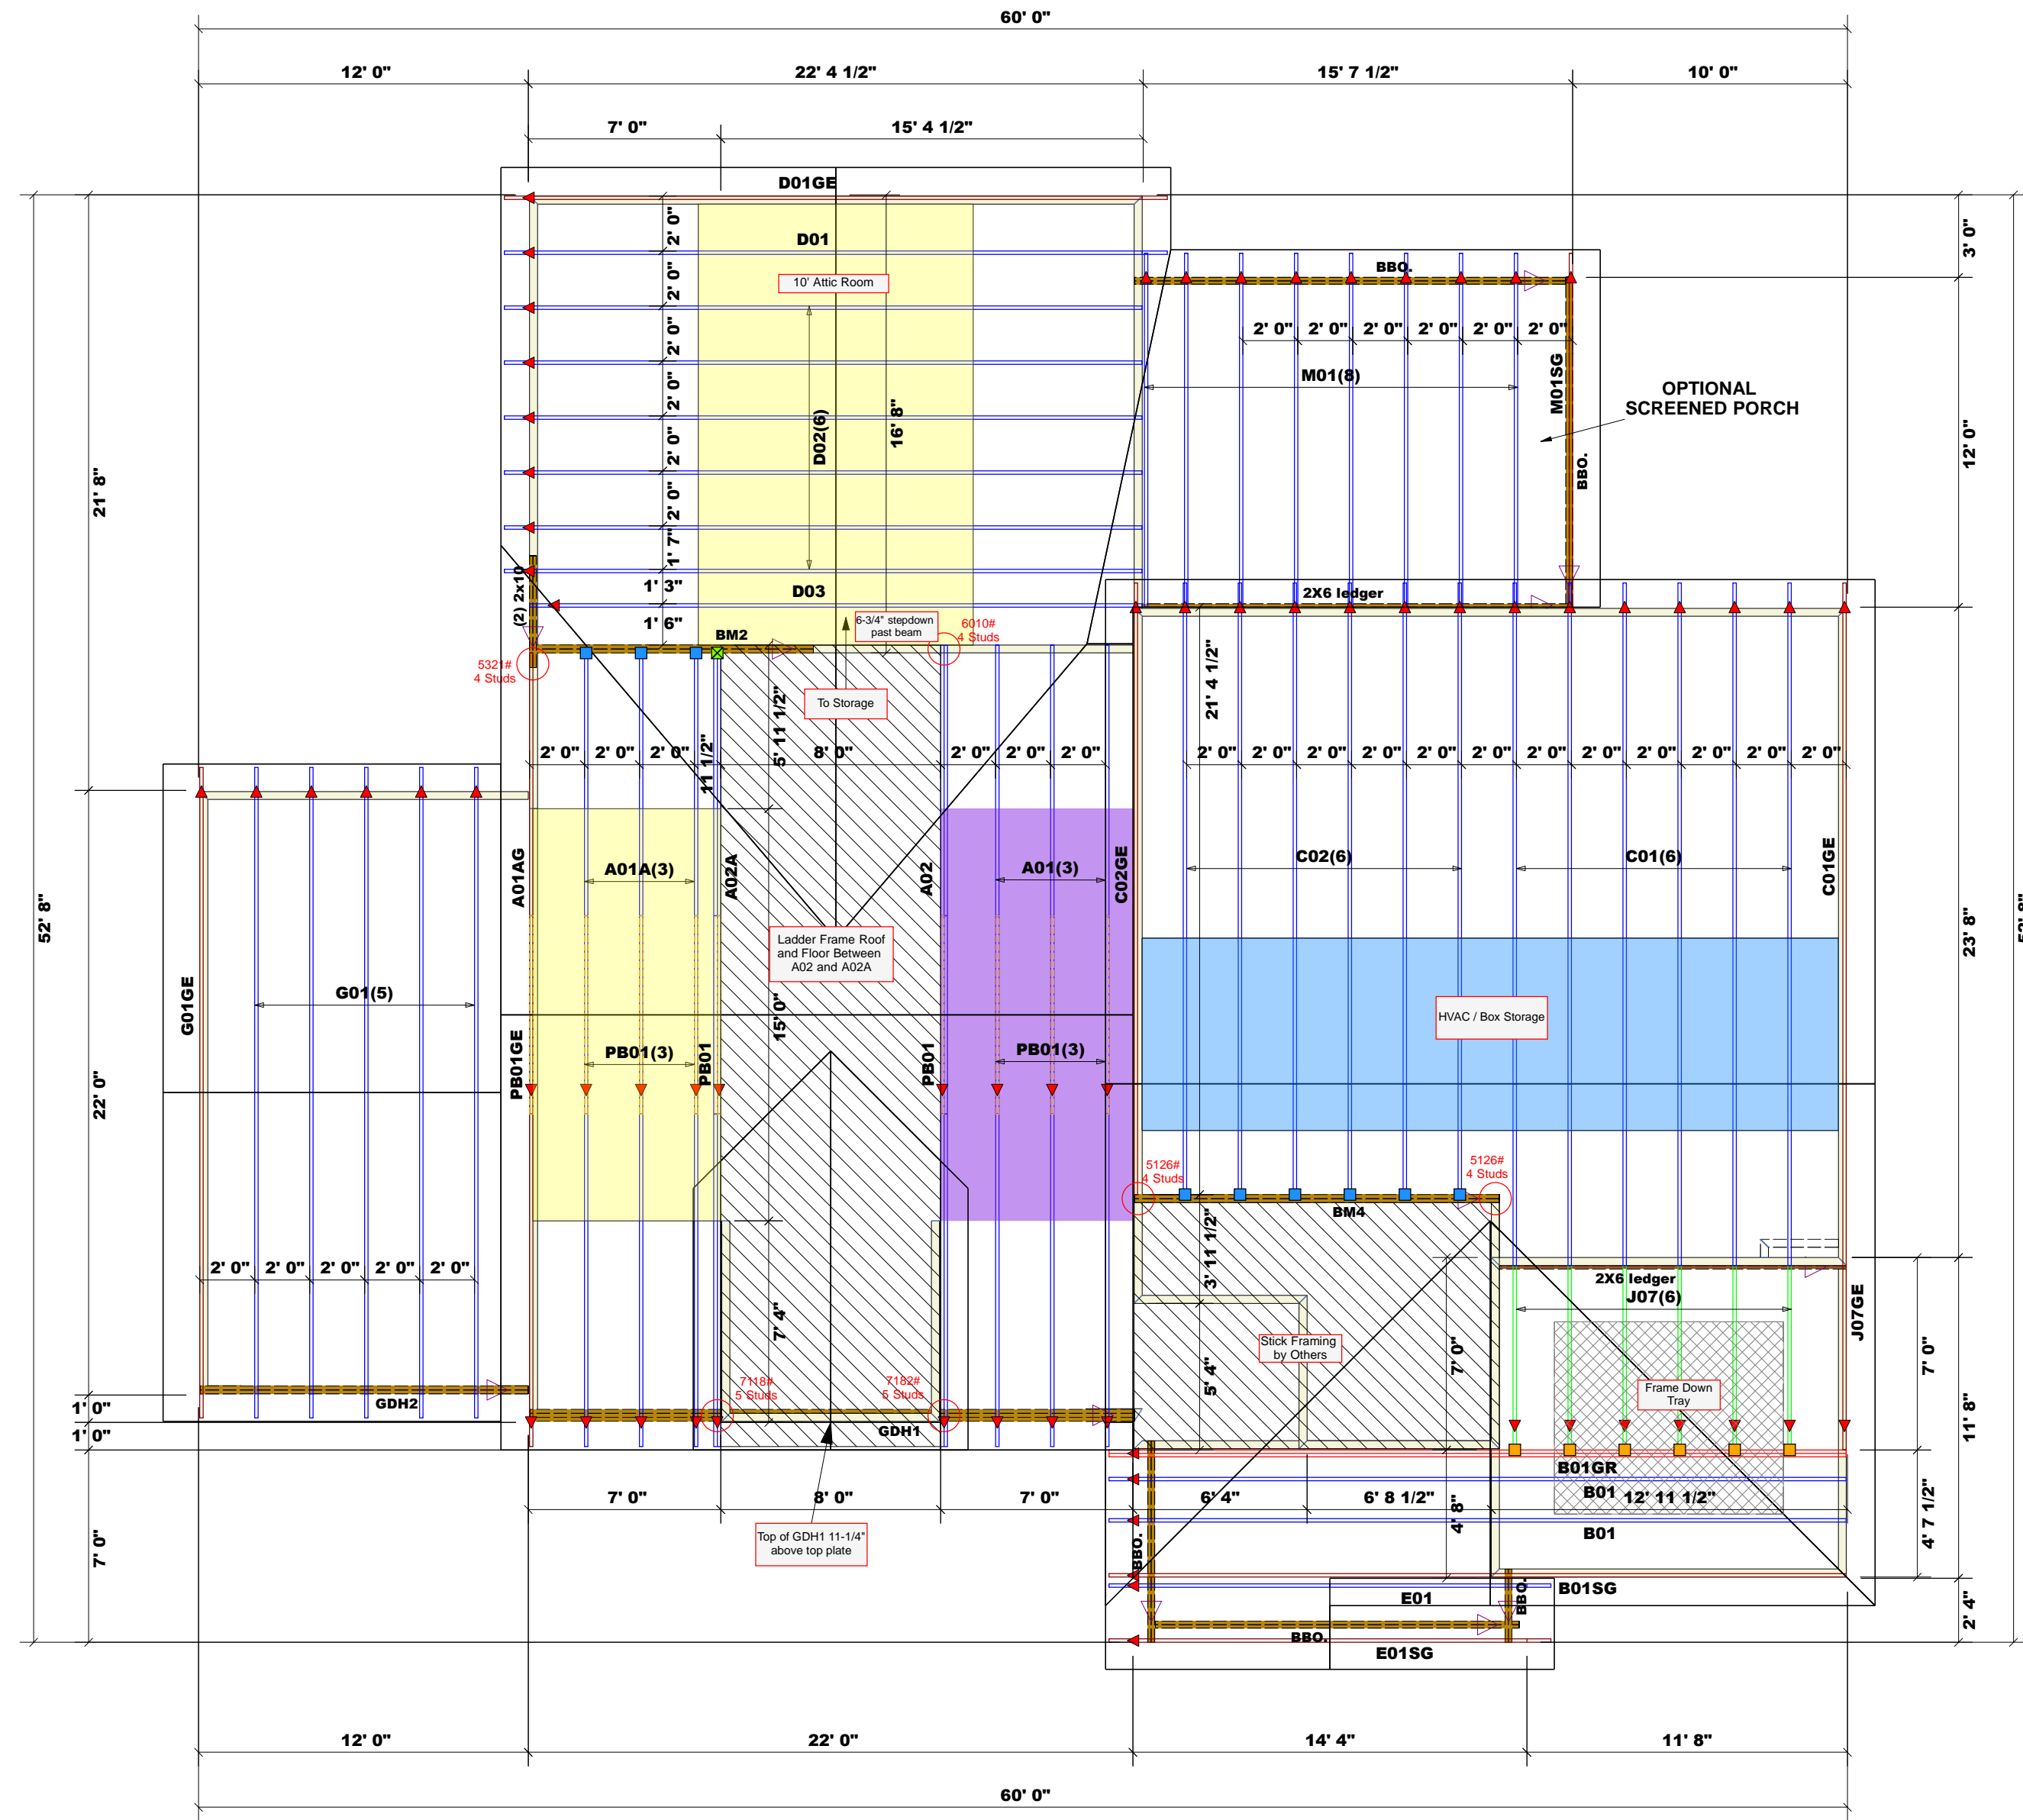 60' 0"
12' 0"
22' 4 1/2"
15' 7 1/2"
10' 0"
7' 0"
15' 4 1/2"
D01GE
2' 0"
D01
3' 0"
BBO.
10' Attic Room
2' 0"
2' 0"
2' 0" 2' 0" 2' 0" 2' 0" 2' 0" 2' 0"
M01(8)
M01SG
OPTIONAL
SCREENED PORCH
2' 0"
D02(6)
16' 8"
12' 0"
2' 0"
BBO.
21' 8"
2' 0"
1' 7"
1' 3"
D03
2X6 ledger
(2) 2x10
1' 6"
BM2
6-3/4" stepdown
past beam
6010#
4 Studs
5321#
4 Studs
To Storage
5' 11 1/2"
21' 4 1/2"
2' 0" 2' 0" 2' 0" 11 1/2" 8' 0" 2' 0" 2' 0" 2' 0"
2' 0" 2' 0" 2' 0" 2' 0" 2' 0" 2' 0" 2' 0" 2' 0" 2' 0" 2' 0" 2' 0" 2' 0"
A01AG
A01A(3)
A02A
A02
A01(3)
C02GE
C02(6)
C01(6)
C01GE
52' 8"
52' 8"
23' 8"
Ladder Frame Roof
and Floor Between
A02 and A02A
G01GE
G01(5)
15' 0"
HVAC / Box Storage
PB01GE
PB01(3)
PB01
PB01
PB01(3)
22' 0"
5126#
4 Studs
5126#
4 Studs
BM4
3' 11 1/2"
2' 0" 2' 0" 2' 0" 2' 0" 2' 0"
2X6 ledger
J07(6)
J07GE
7' 4"
Stick Framing
by Others
5' 4"
7' 0"
7' 0"
Frame Down
Tray
7118#
5 Studs
7182#
5 Studs
GDH2
GDH1
1' 0"
1' 0"
11' 8"
B01GR
B01
7' 0"
8' 0"
7' 0"
6' 4"
6' 8 1/2"
12' 11 1/2"
4' 8"
4' 7 1/2"
Top of GDH1 11-1/4"
above top plate
B01
7' 0"
BBO.
B01SG
E01
BBO.
2' 4"
BBO.
E01SG
12' 0"
22' 0"
14' 4"
11' 8"
60' 0"